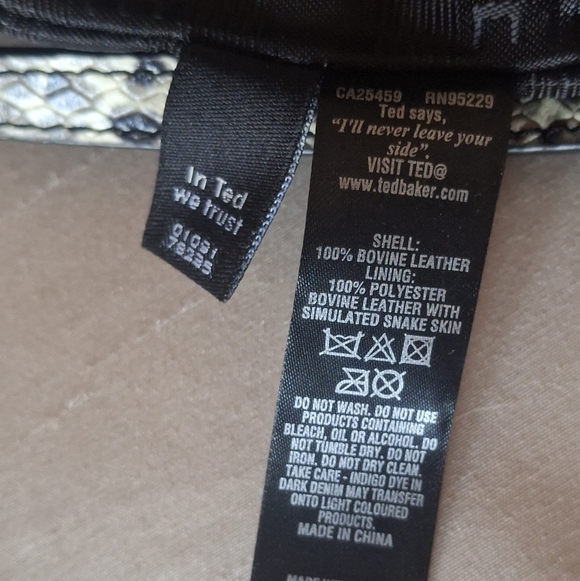 In Ted
we trust
01051
78285
CA25459 RN95229
Ted says,
"I'll never leave your
side".
VISIT TED@
www.tedbaker.com
SHELL:
100% BOVINE LEATHER
LINING:
100% POLYESTER
BOVINE LEATHER WITH
SIMULATED SNAKE SKIN
DO NOT WASH. DO NOT USE
PRODUCTS CONTAINING
BLEACH, OIL OR ALCOHOL. DO
NOT TUMBLE DRY. DO NOT
IRON. DO NOT DRY CLEAN.
TAKE CARE - INDIGO DYE IN
DARK DENIM MAY TRANSFER
ONTO LIGHT COLOURED
PRODUCTS.
MADE IN CHINA